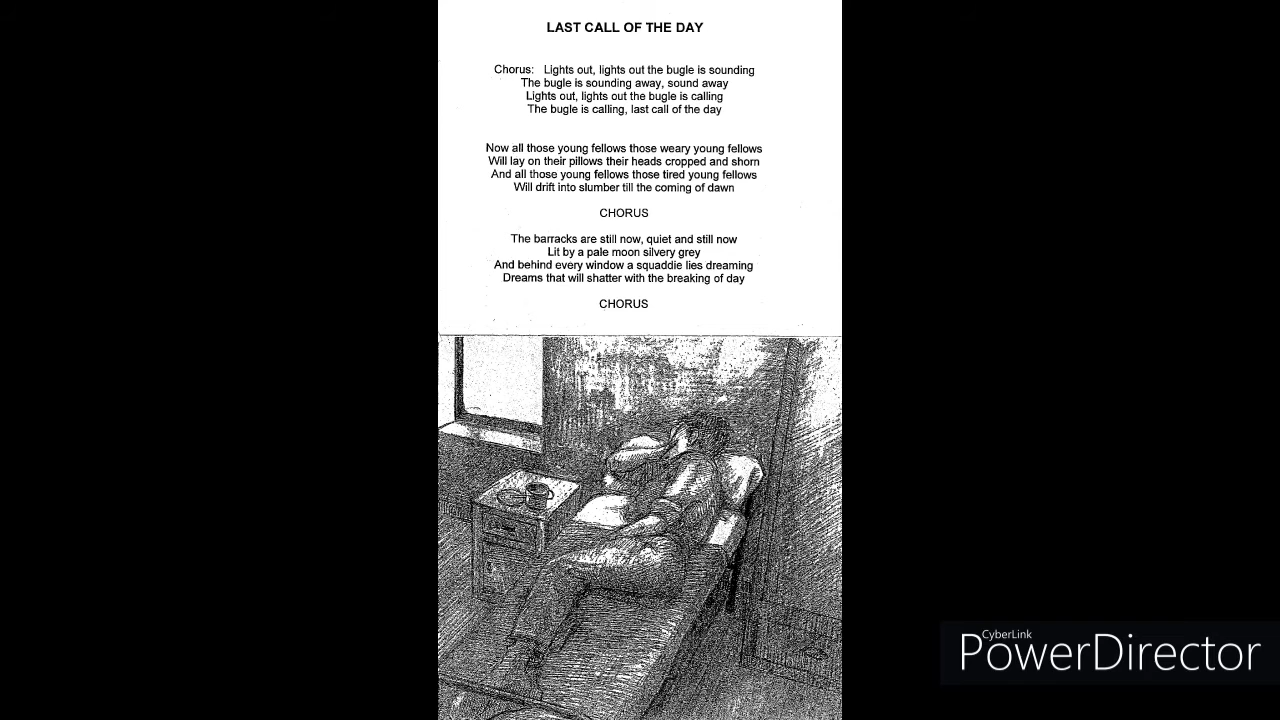 LAST CALL OF THE DAY
Chorus: Lights out, lights out the bugle is sounding
The bugle is sounding away, sound away
Lights out, lights out the bugle is calling
The bugle is calling, last call of the day
Now all those young fellows those weary young fellows
Will lay on their pillows their heads cropped and shorn
And all those young fellows those tired young fellows
Will drift into slumber till the coming of dawn
CHORUS
The barracks are still now, quiet and still now
Lit by a pale moon silvery grey
And behind every window a squaddie lies dreaming
Dreams that will shatter with the breaking of day
CHORUS
CyberLink
PowerDirector